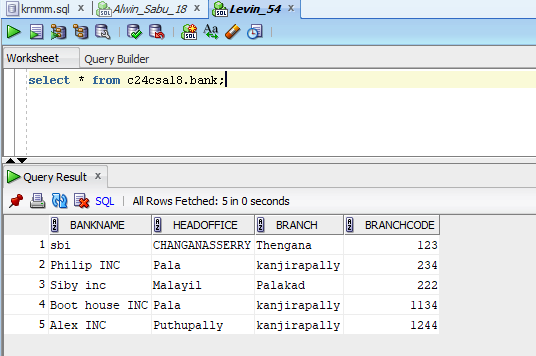 krnmm.sql x Alwin_Sabu_18 x Levin_54 x
Worksheet Query Builder
select * from c24csa18.bank;
Query Result x
SQL | All Rows Fetched: 5 in 0 seconds
BANKNAME HEADOFFICE BRANCH BRANCHCODE
1 sbi CHANGANASSERRY Thengana 123
2 Philip INC Pala kanjirapally 234
3 Siby inc Malayil Palakad 222
4 Boot house INC Pala kanjirapally 1134
5 Alex INC Puthupally kanjirapally 1244